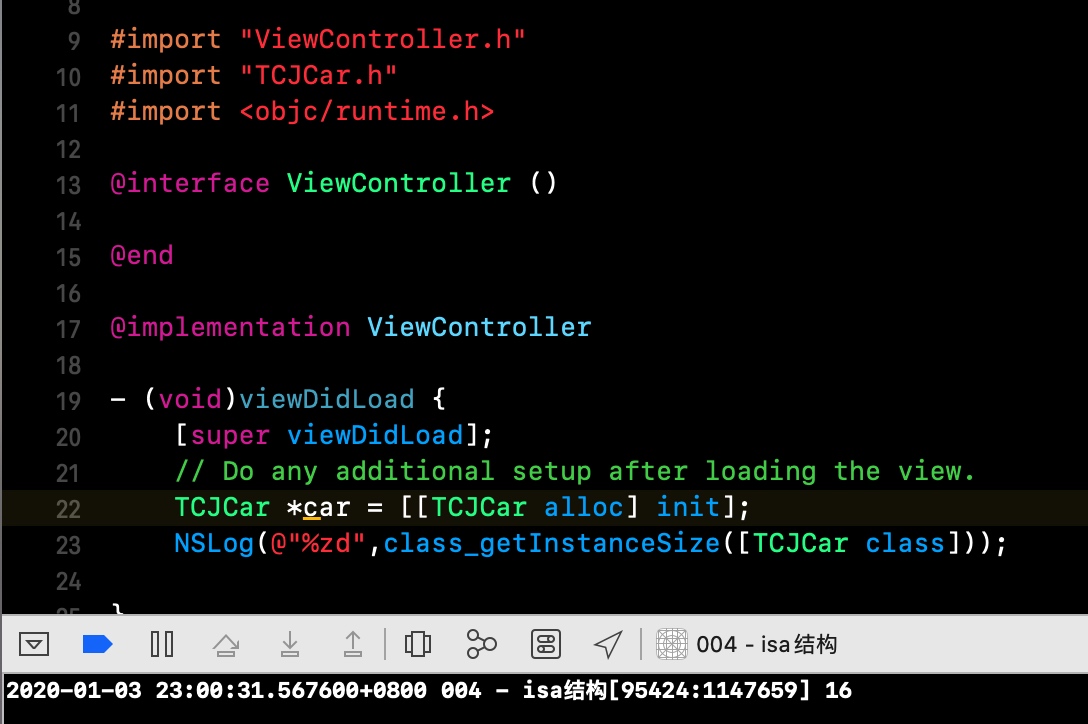 8
9 #import "ViewController.h"
10 #import "TCJCar.h"
11 #import <objc/runtime.h>
12
13 @interface ViewController ()
14
15 @end
16
17 @implementation ViewController
18
19 - (void)viewDidLoad {
20 [super viewDidLoad];
21 // Do any additional setup after loading the view.
22 TCJCar *car = [[TCJCar alloc] init];
23 NSLog(@"%zd",class_getInstanceSize([TCJCar class]));
24
25 }
004 - isa结构
2020-01-03 23:00:31.567600+0800 004 - isa结构[95424:1147659] 16